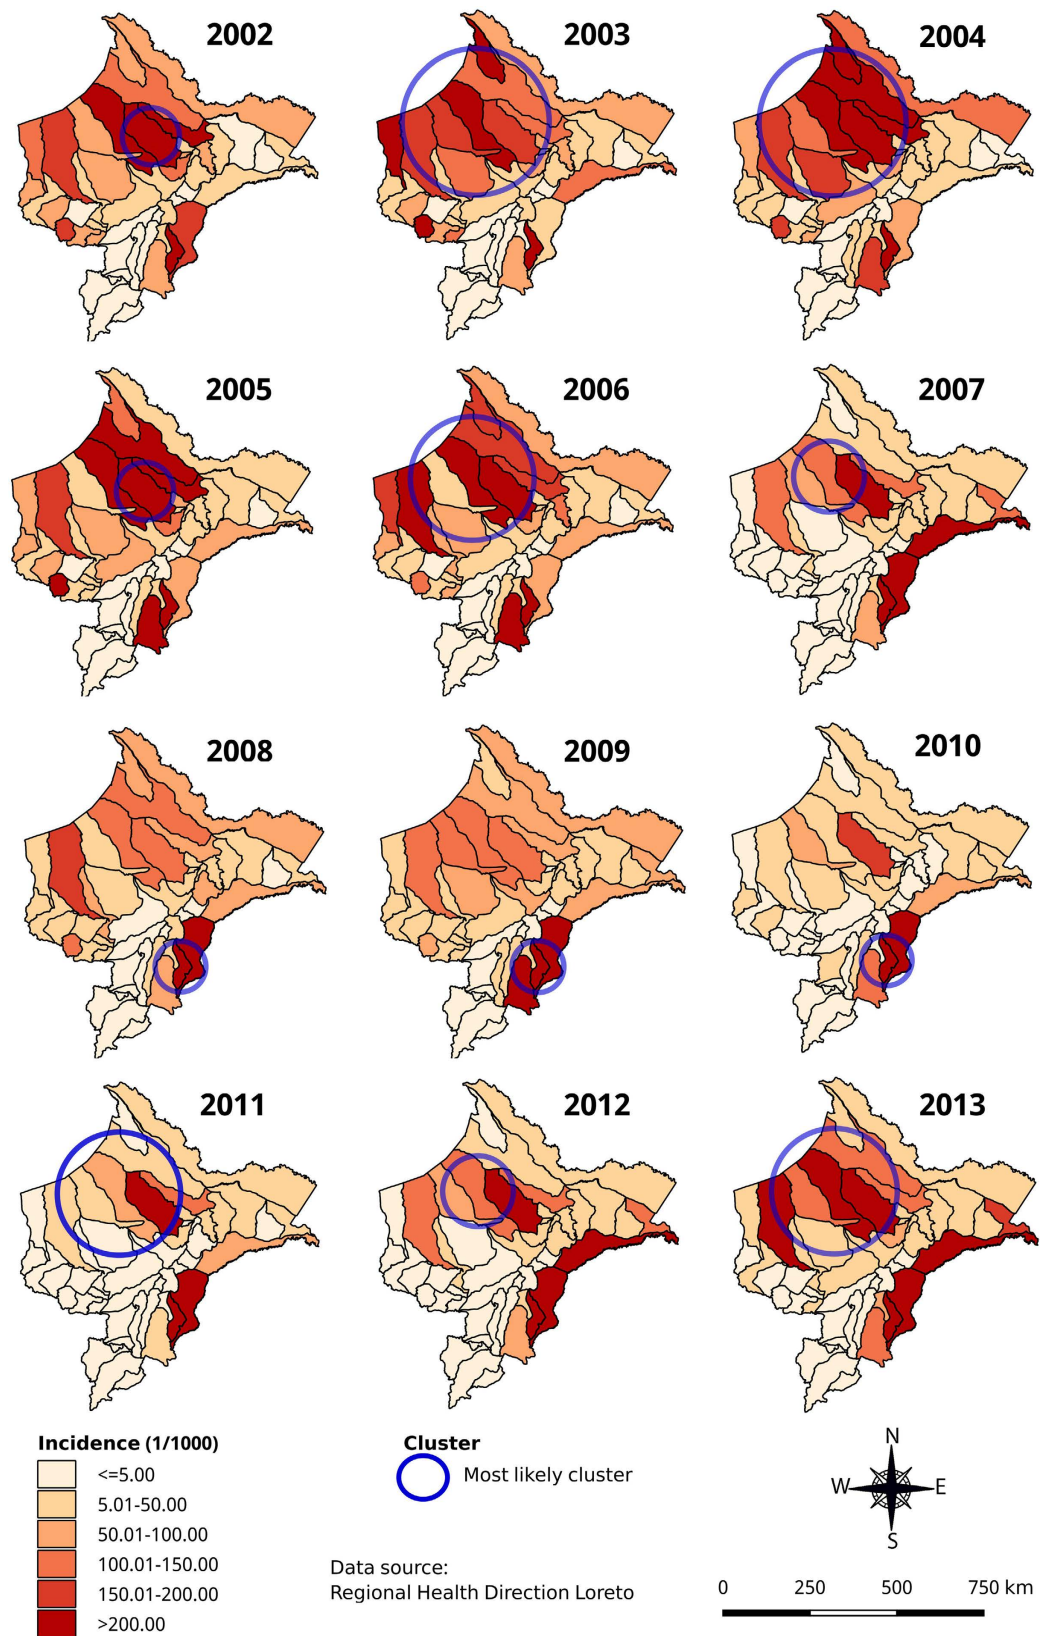 2002
2003
2004
2005
2006
2007
2008
2009
2010
2011
2012
2013
Incidence (1/1000)
<=5.00
5.01-50.00
50.01-100.00
100.01-150.00
150.01-200.00
>200.00
Cluster
Most likely cluster
Data source:
Regional Health Direction Loreto
N
W E
S
0 250 500 750 km